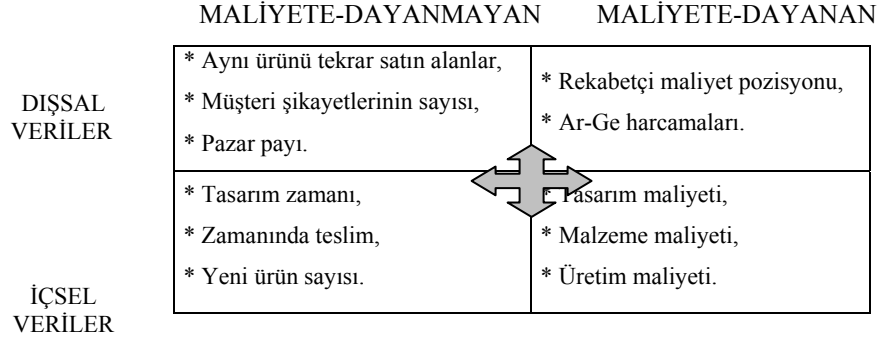 MALİYETE-DAYANMAYAN MALİYETE-DAYANAN
DIŞSAL
VERİLER
* Aynı ürünü tekrar satın alanlar,
* Müşteri şikayetlerinin sayısı,
* Pazar payı.
* Rekabetçi maliyet pozisyonu,
* Ar-Ge harcamaları.
İÇSEL
VERİLER
* Tasarım zamanı,
* Zamanında teslim,
* Yeni ürün sayısı.
* Tasarım maliyeti,
* Malzeme maliyeti,
* Üretim maliyeti.